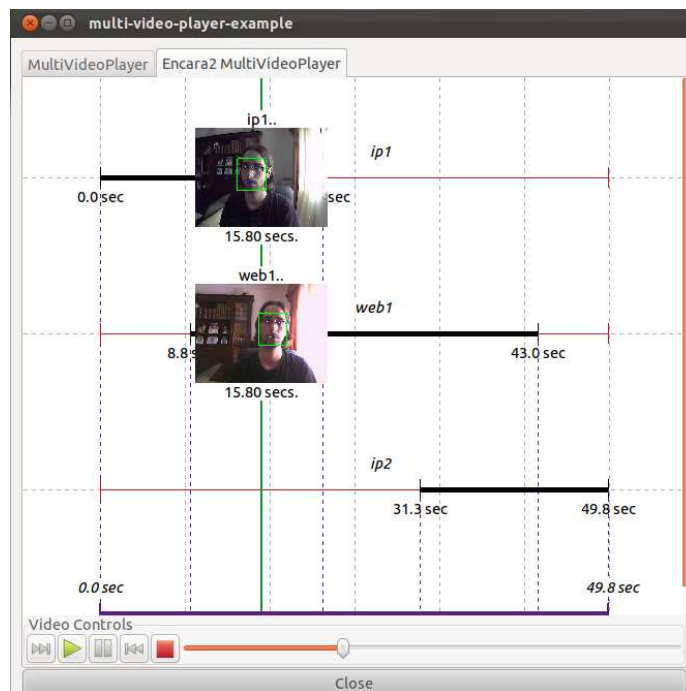 multi-video-player-example
MultiVideoPlayer
Encara2 MultiVideoPlayer
ip1..
ip1
0.0 sec
sec
15.80 secs.
web1..
web1
8.8
43.0 sec
15.80 secs.
ip2
31.3 sec
49.8 sec
0.0 sec
49.8 sec
Video Controls
Close